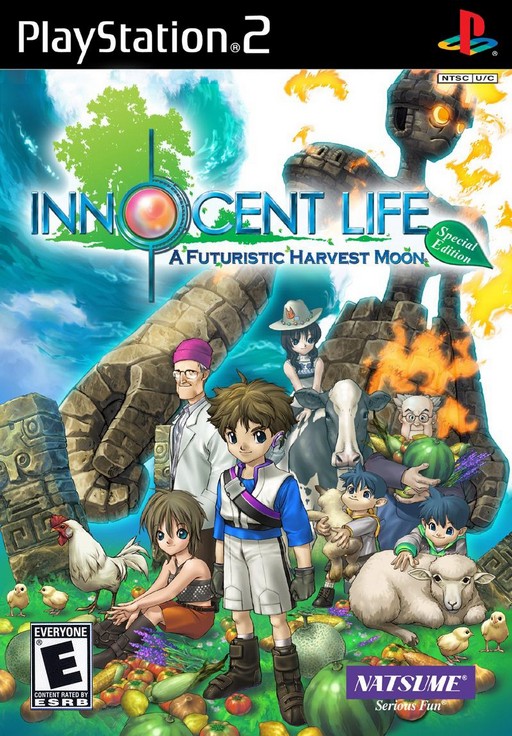 PlayStation®2
NTSC U/C
INNOCENT LIFE
A FUTURISTIC HARVEST MOON
Special
Edition
EVERYONE
E
CONTENT RATED BY
ESRB
NATSUME®
Serious Fun